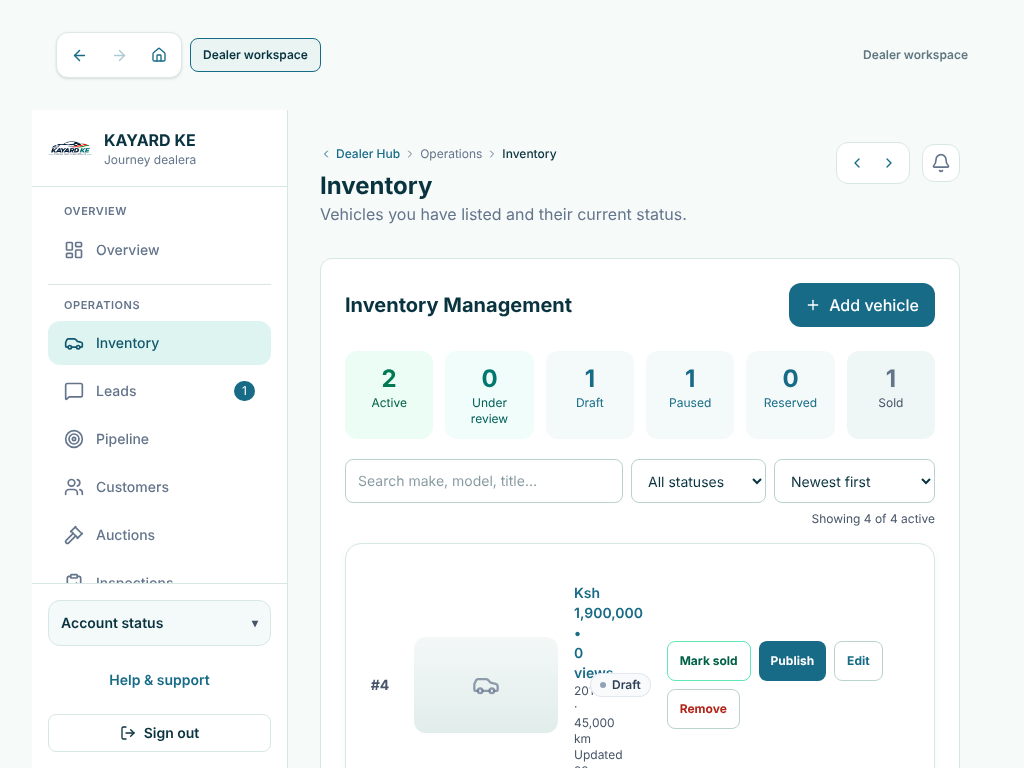 Dealer workspace
Dealer workspace
KAYARD KE
KAYARD KE
Journey dealera
OVERVIEW
Overview
OPERATIONS
Inventory
Leads
1
Pipeline
Customers
Auctions
Inspections
Account status
Help & support
Sign out
Dealer Hub
Operations
Inventory
Inventory
Vehicles you have listed and their current status.
Inventory Management
+ Add vehicle
2
Active
0
Under
review
1
Draft
1
Paused
0
Reserved
1
Sold
Search make, model, title...
All statuses
Newest first
Showing 4 of 4 active
#4
Ksh
1,900,000
•
0
views
Draft
·
45,000
km
Updated
Mark sold
Publish
Edit
Remove